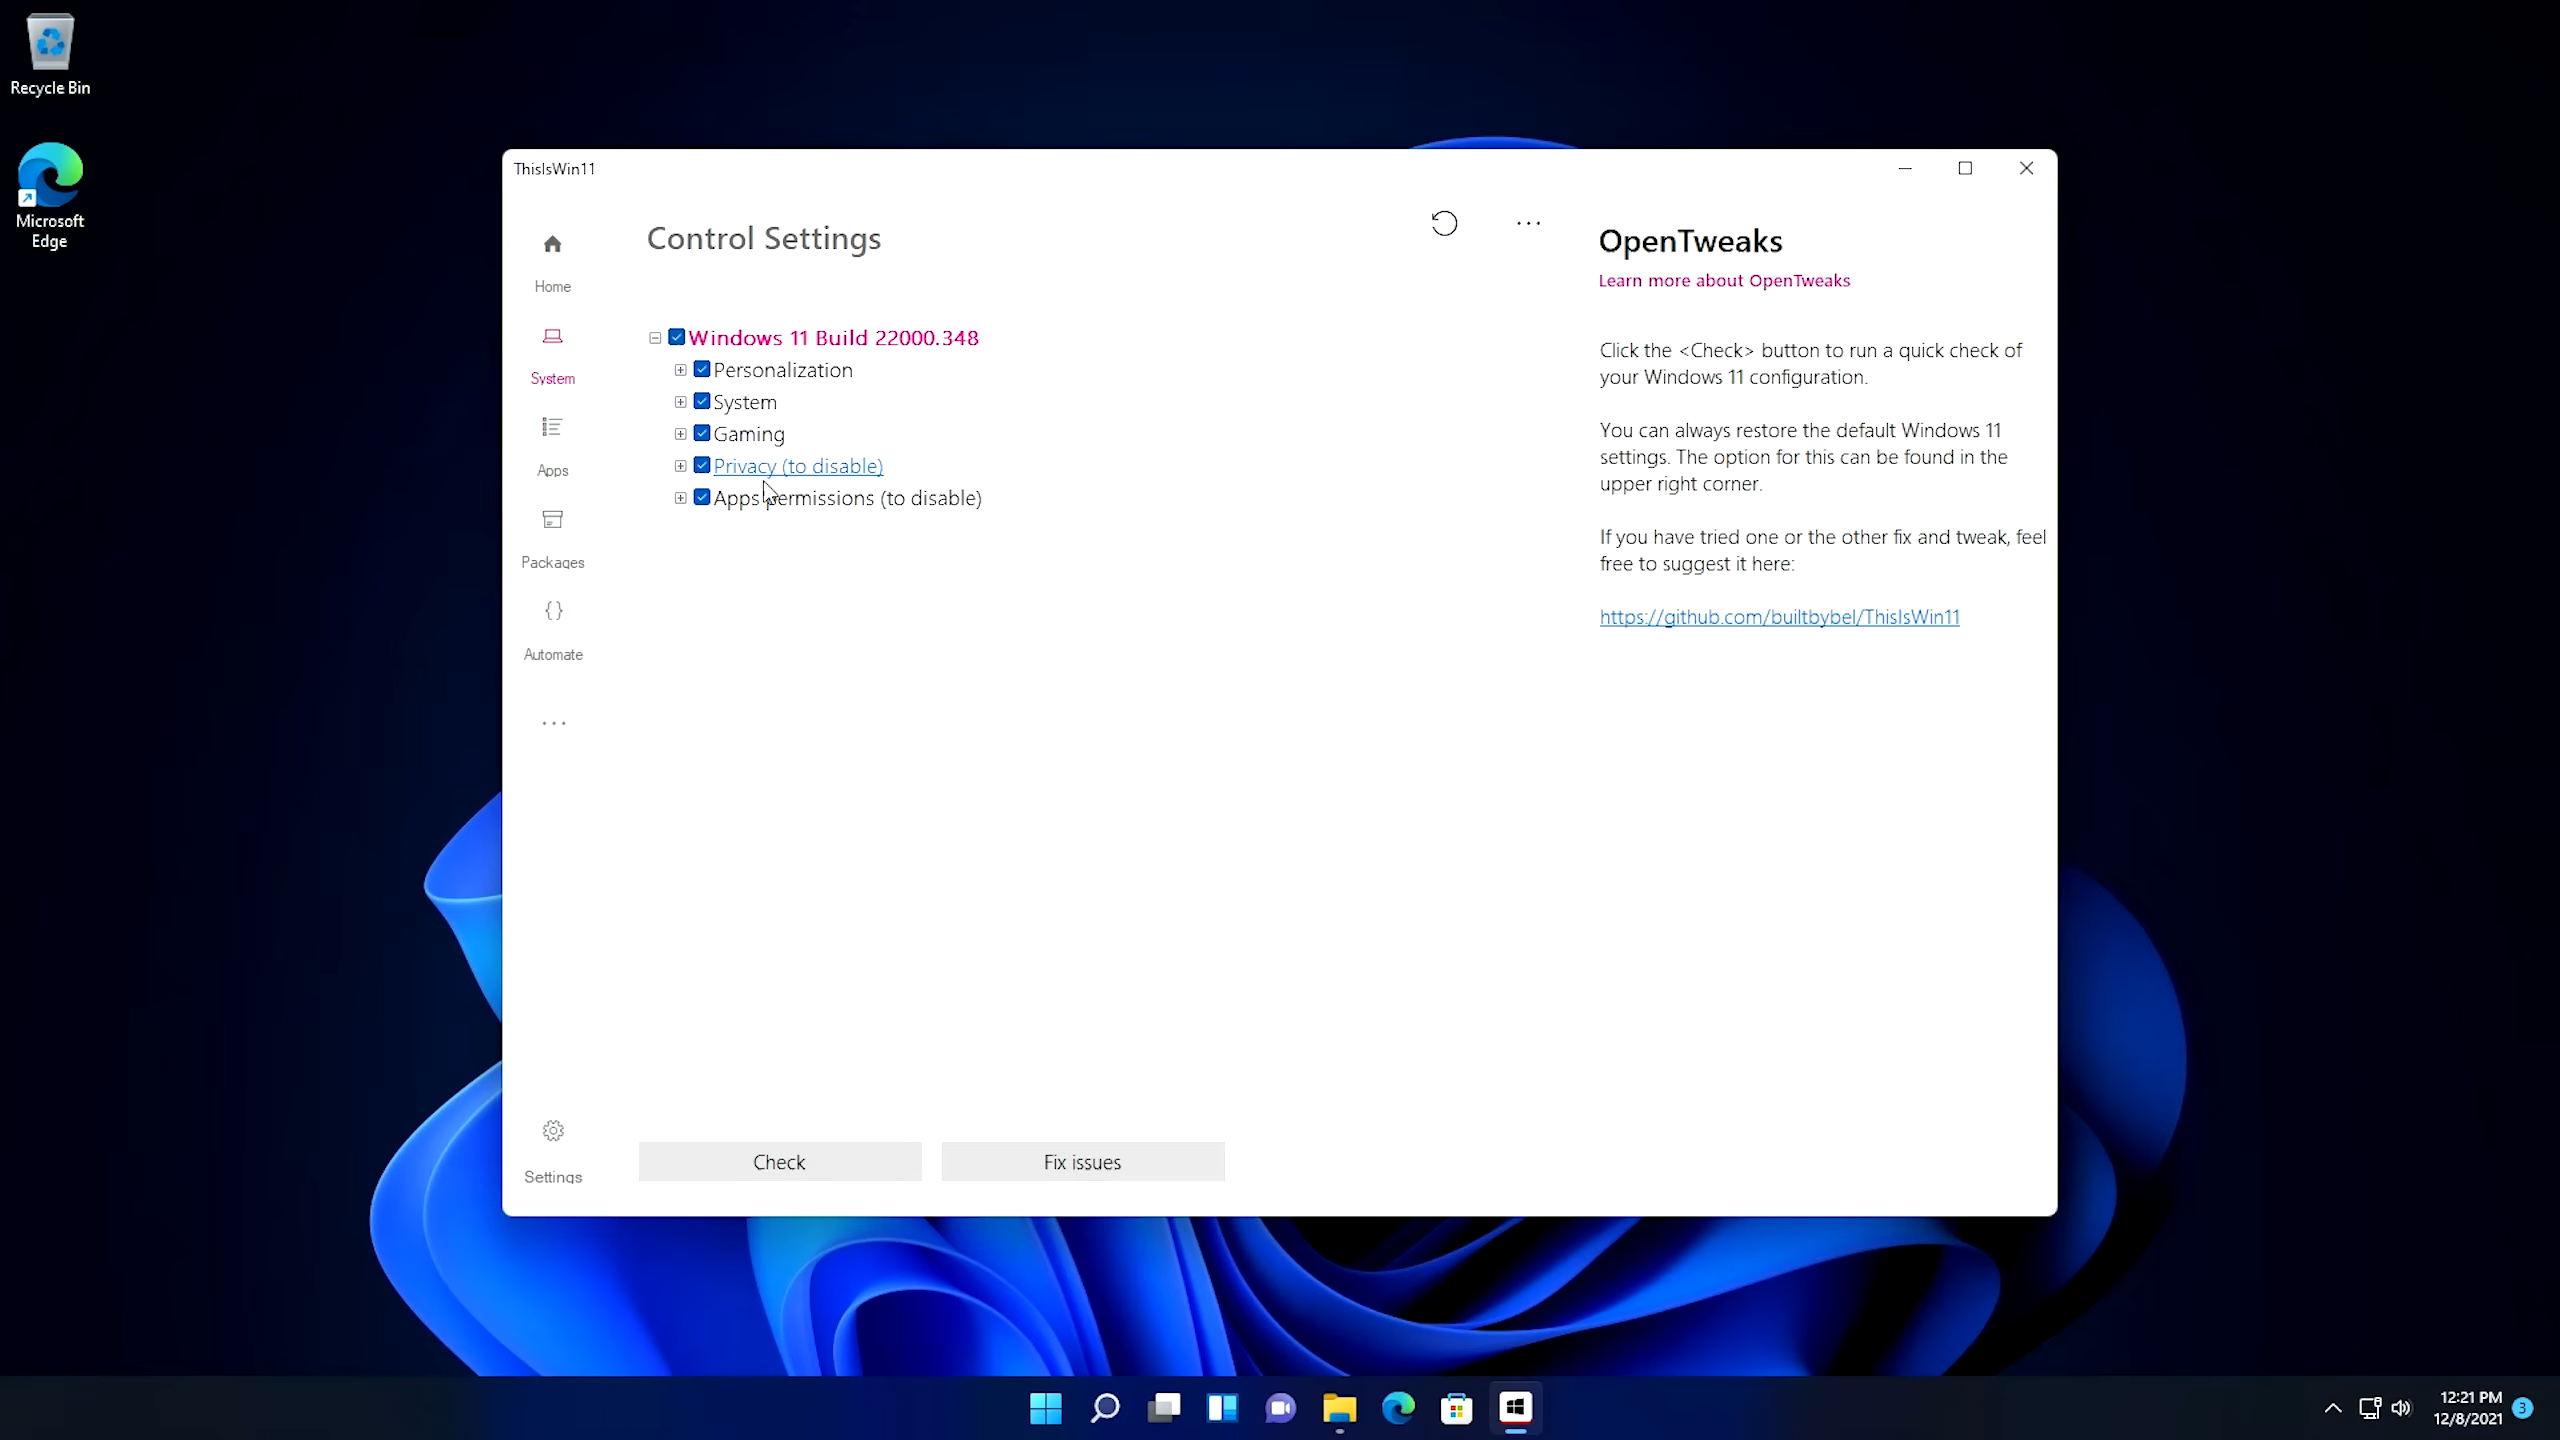 Recycle Bin
Microsoft
Edge
ThisIsWin11
Home
System
Apps
Packages
{}
Automate
...
Settings
Control Settings
...
Windows 11 Build 22000.348
Personalization
System
Gaming
Privacy (to disable)
Apps permissions (to disable)
Check
Fix issues
OpenTweaks
Learn more about OpenTweaks
Click the <Check> button to run a quick check of
your Windows 11 configuration.
You can always restore the default Windows 11
settings. The option for this can be found in the
upper right corner.
If you have tried one or the other fix and tweak, feel
free to suggest it here:
https://github.com/builtbybel/ThisIsWin11
12:21 PM
12/8/2021
3